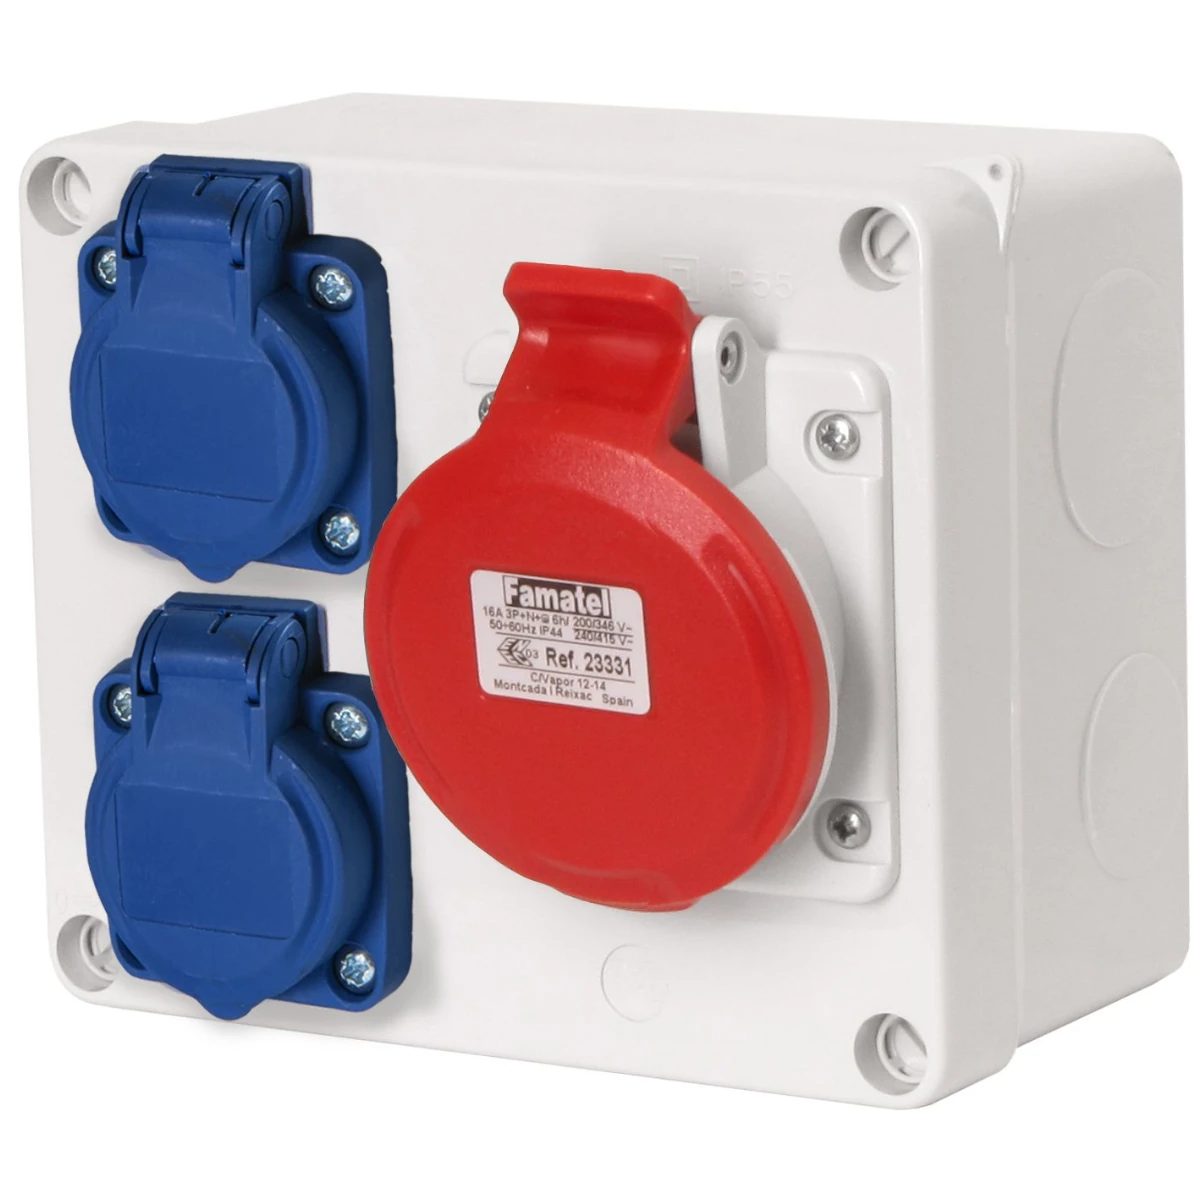 IP55
Famatel
16A 3P+N+⏚ 6h/ 200/346 V~
50÷60Hz IP44 240/415 V~
03 Ref. 23331
C/Vapor 12-14
Montcada I Reixac Spain